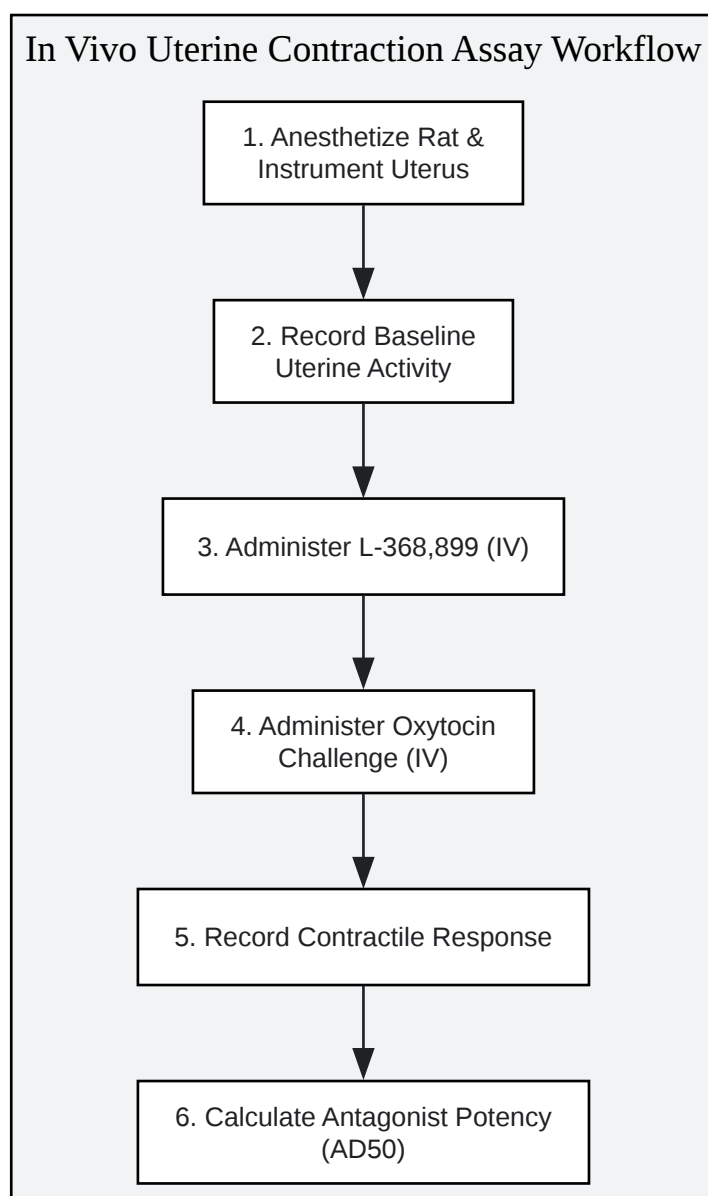 In Vivo Uterine Contraction Assay Workflow
1. Anesthetize Rat &
Instrument Uterus
2. Record Baseline
Uterine Activity
3. Administer L-368,899 (IV)
4. Administer Oxytocin
Challenge (IV)
5. Record Contractile Response
6. Calculate Antagonist Potency
(AD50)